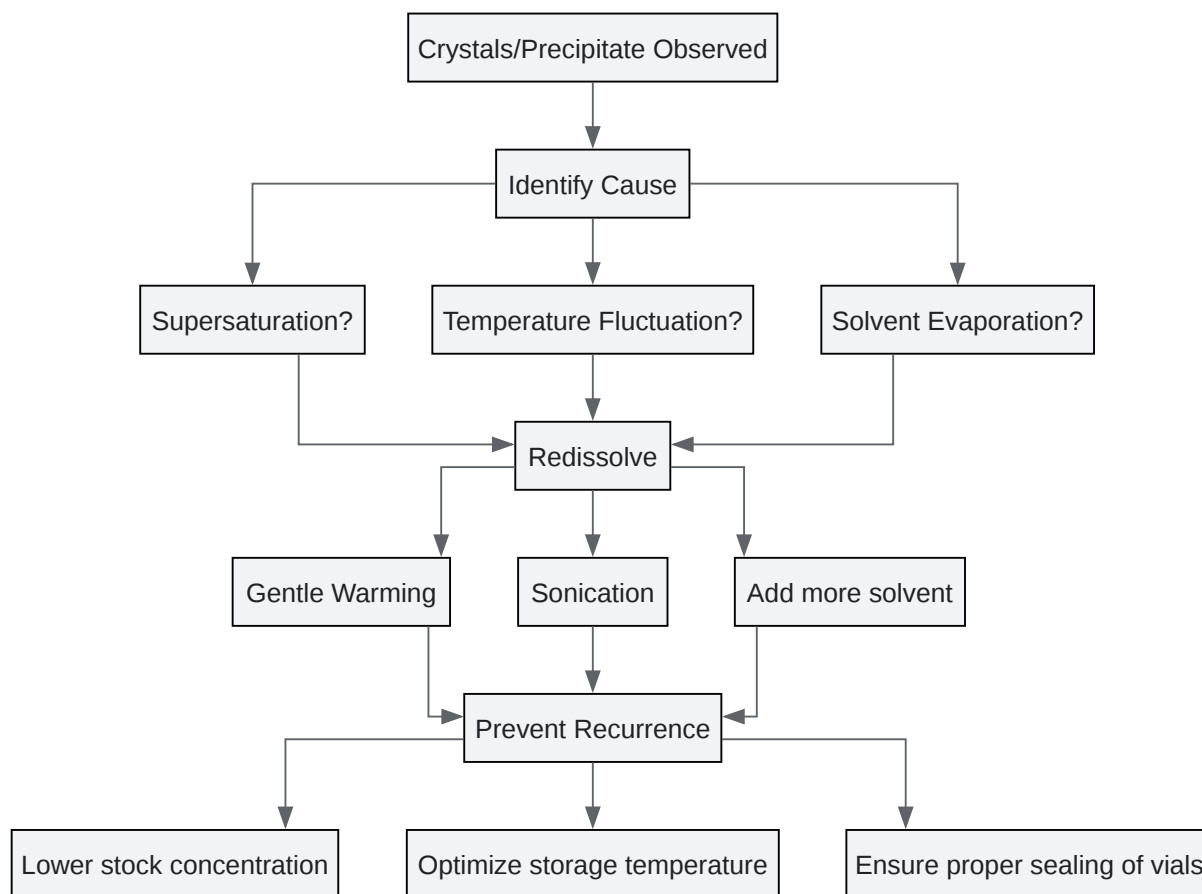 Crystals/Precipitate Observed
Identify Cause
Supersaturation?
Temperature Fluctuation?
Solvent Evaporation?
Redissolve
Gentle Warming
Sonication
Add more solvent
Prevent Recurrence
Lower stock concentration
Optimize storage temperature
Ensure proper sealing of vials